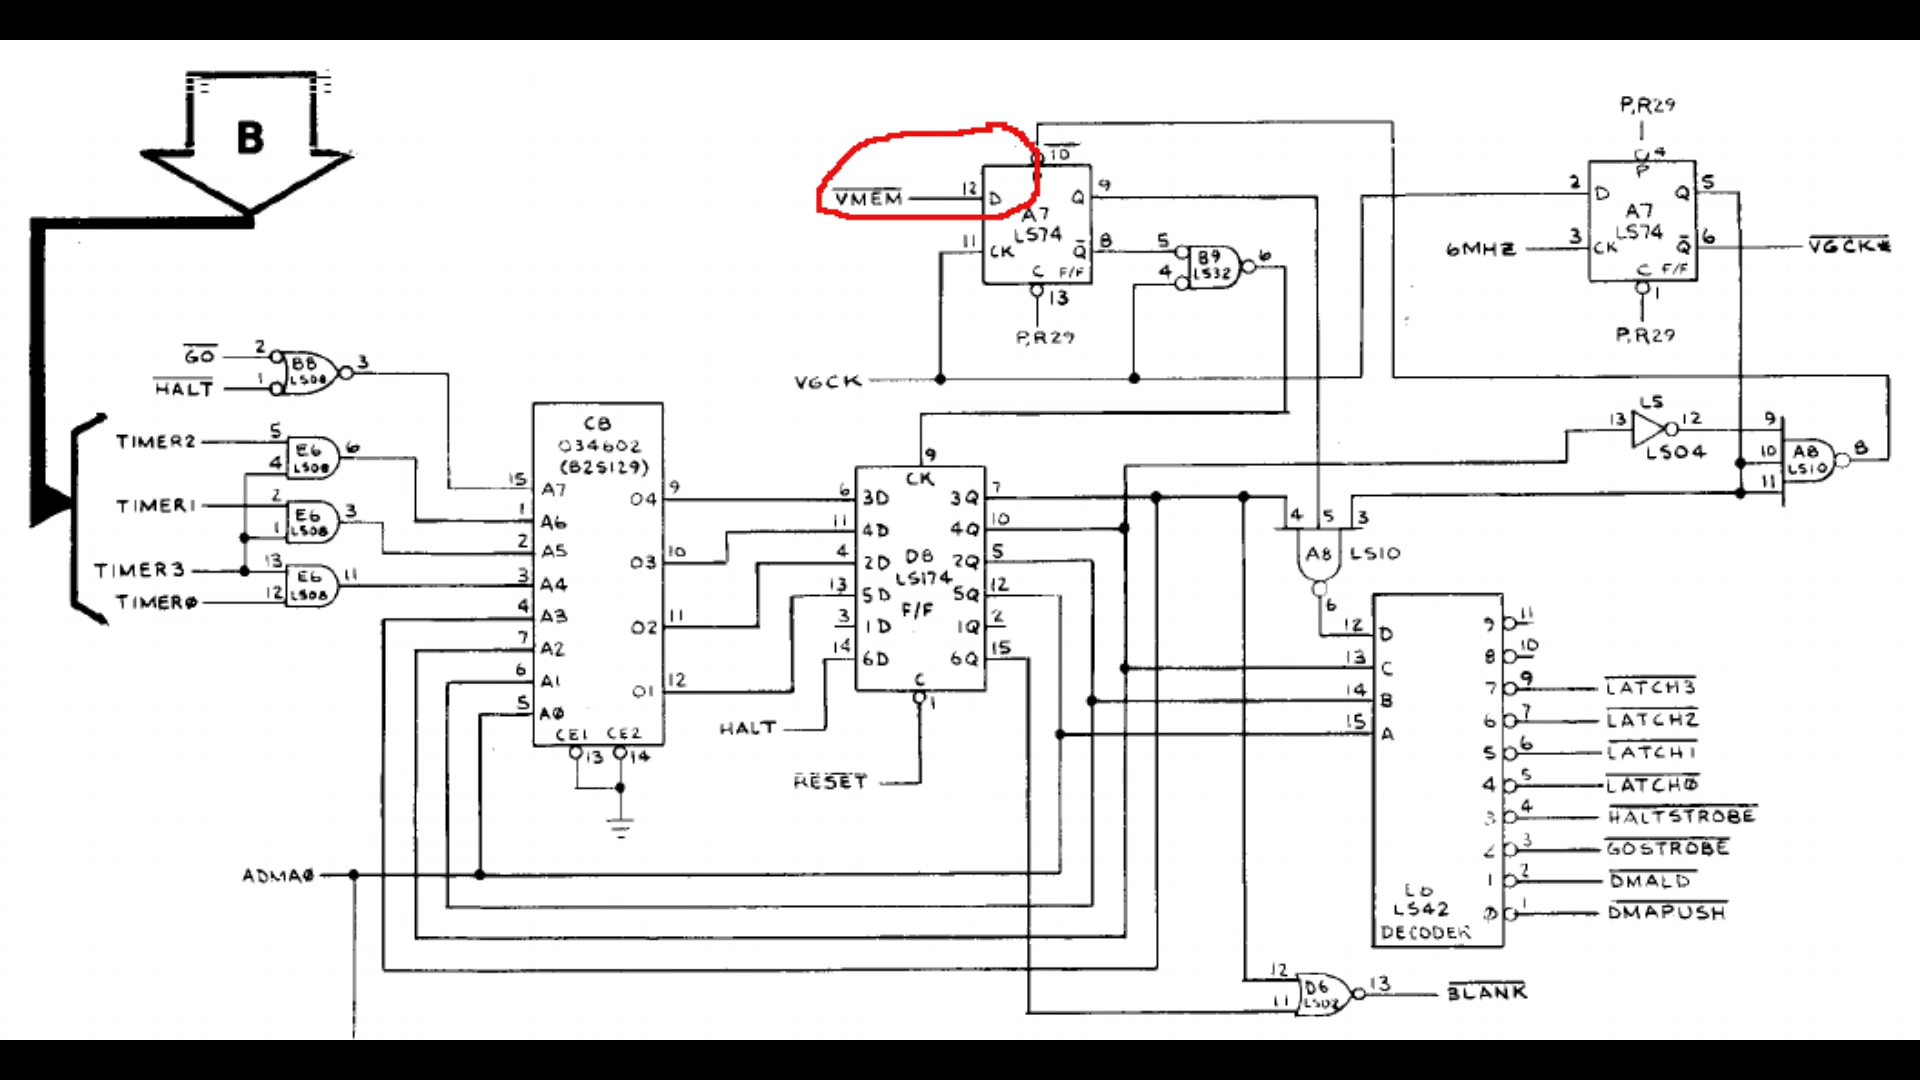 B
P,R29
4
P
2
D
Q
5
A7
LS74
6MHZ
3
CK
Q
6
VGCK*
C F/F
1
P,R29
10
VMEM
12
D
Q
9
A7
LS74
11
CK
Q
8
C F/F
13
P,R29
5
4
B9
LS32
6
VGCK
GO
2
HALT
1
B8
LS08
3
TIMER2
5
4
E6
LS08
6
TIMER1
2
1
E6
LS08
3
TIMER3
13
TIMER0
12
E6
LS08
11
C8
034602
(82S129)
15 A7
1 A6
2 A5
3 A4
4 A3
7 A2
6 A1
5 A0
O4 9
O3 10
O2 11
O1 12
CE1 CE2
13 14
9
CK
6 3D
11 4D
4 2D
13 5D
3 1D
14 6D
D8
LS174
F/F
3Q 7
4Q 10
2Q 5
5Q 12
1Q 2
6Q 15
C
1
HALT
RESET
ADMA0
L5
13
12
LS04
9
10
11
A8
LS10
8
4 5 3
A8 LS10
6
12 D
13 C
14 B
15 A
LS42
DECODER
9 11
8 10
7 9 LATCH3
6 7 LATCH2
5 6 LATCH1
4 5 LATCH0
3 4 HALTSTROBE
2 3 GOSTROBE
1 2 DMALD
0 1 DMAPUSH
12
11
D6
LS02
13
BLANK